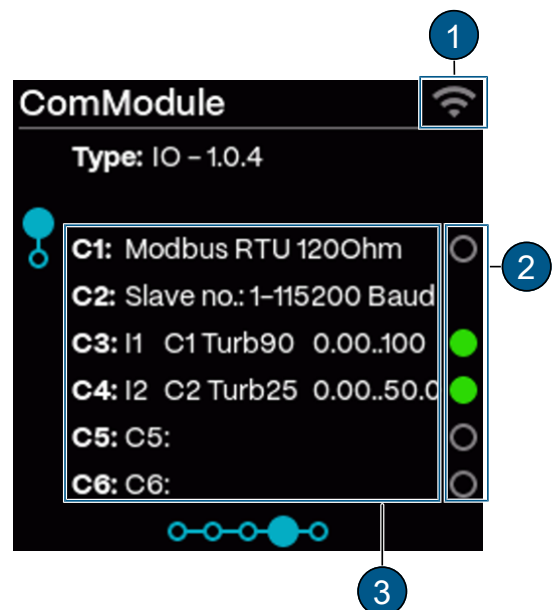 1
ComModule
Type: IO – 1.0.4
C1: Modbus RTU 120Ohm
2
C2: Slave no.: 1–115200 Baud
C3: I1 C1 Turb90 0.00..100
C4: I2 C2 Turb25 0.00..50.0
C5: C5:
C6: C6:
3